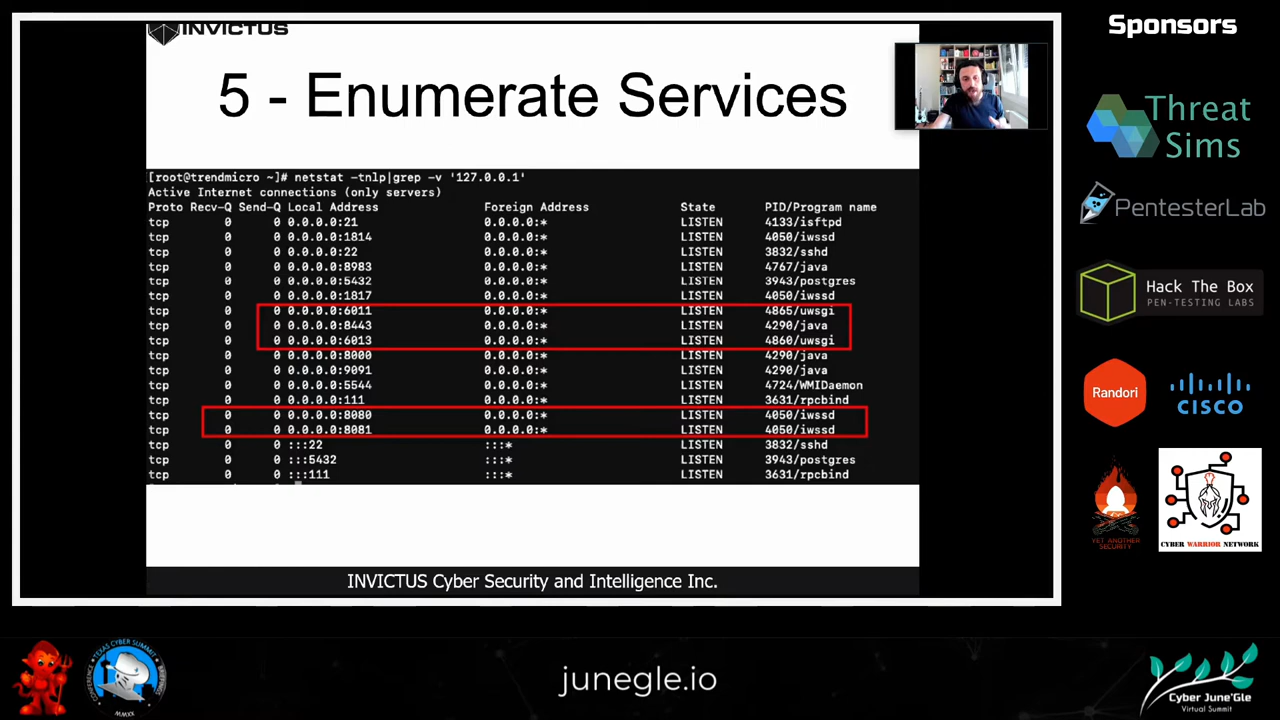 INVICTUS
5 - Enumerate Services
[root@trendmicro ~]# netstat -tnlp|grep -v '127.0.0.1'
Active Internet connections (only servers)
Proto Recv-Q Send-Q Local Address Foreign Address State PID/Program name
tcp 0 0 0.0.0.0:21 0.0.0.0:* LISTEN 4133/isftpd
tcp 0 0 0.0.0.0:1814 0.0.0.0:* LISTEN 4050/iwssd
tcp 0 0 0.0.0.0:22 0.0.0.0:* LISTEN 3832/sshd
tcp 0 0 0.0.0.0:8983 0.0.0.0:* LISTEN 4767/java
tcp 0 0 0.0.0.0:5432 0.0.0.0:* LISTEN 3943/postgres
tcp 0 0 0.0.0.0:1817 0.0.0.0:* LISTEN 4050/iwssd
tcp 0 0 0.0.0.0:6011 0.0.0.0:* LISTEN 4865/uwsgi
tcp 0 0 0.0.0.0:8443 0.0.0.0:* LISTEN 4290/java
tcp 0 0 0.0.0.0:6013 0.0.0.0:* LISTEN 4860/uwsgi
tcp 0 0 0.0.0.0:8000 0.0.0.0:* LISTEN 4290/java
tcp 0 0 0.0.0.0:9091 0.0.0.0:* LISTEN 4290/java
tcp 0 0 0.0.0.0:5544 0.0.0.0:* LISTEN 4724/WMIDaemon
tcp 0 0 0.0.0.0:111 0.0.0.0:* LISTEN 3631/rpcbind
tcp 0 0 0.0.0.0:8080 0.0.0.0:* LISTEN 4050/iwssd
tcp 0 0 0.0.0.0:8081 0.0.0.0:* LISTEN 4050/iwssd
tcp 0 0 :::22 :::* LISTEN 3832/sshd
tcp 0 0 :::5432 :::* LISTEN 3943/postgres
tcp 0 0 :::111 :::* LISTEN 3631/rpcbind
INVICTUS Cyber Security and Intelligence Inc.
Sponsors
Threat
Sims
PentesterLab
Hack The Box
PEN-TESTING LABS
Randori
CISCO
YET ANOTHER
SECURITY
CYBER WARRIOR NETWORK
TEXAS CYBER SUMMIT
CONFERENCE
BRIEFINGS
MMXX
junegle.io
Cyber June'Gle
Virtual Summit